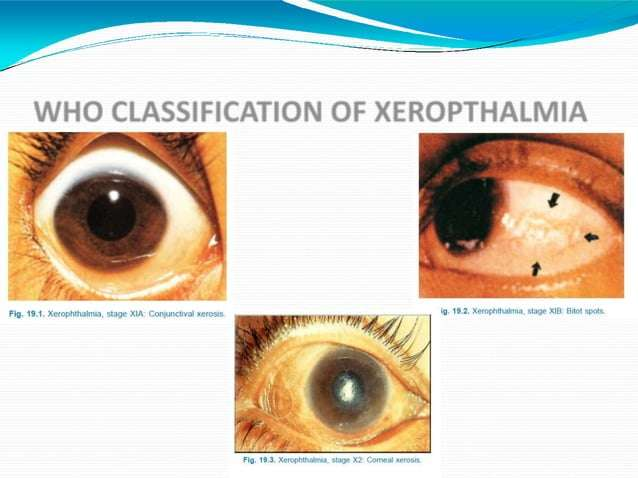 WHO CLASSIFICATION OF XEROPTHALMIA
Fig. 19.1. Xerophthalmia, stage XIA: Conjunctival xerosis.
ig. 19.2. Xerophthalmia, stage XIB: Bitot spots.
Fig. 19.3. Xerophthalmia, stage X2: Corneal xerosis.